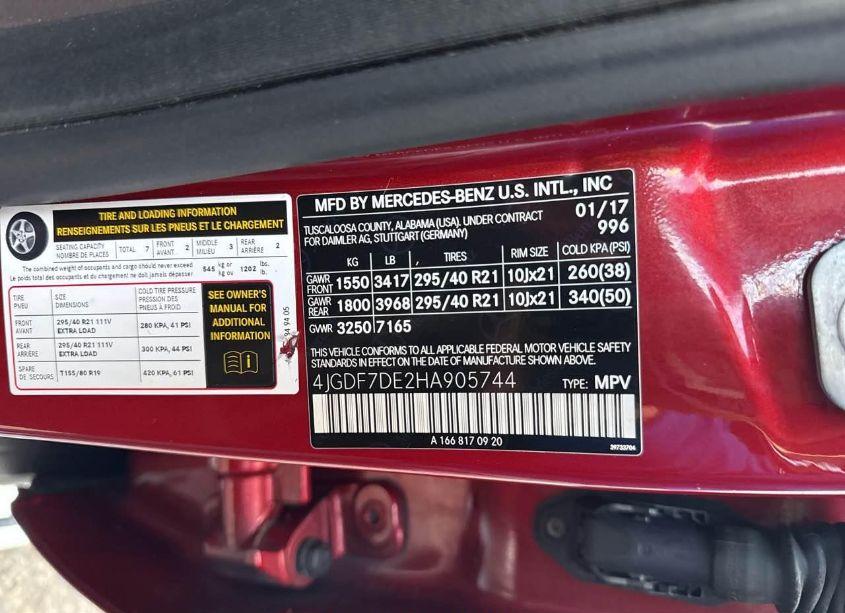 TIRE AND LOADING INFORMATION
RENSEIGNEMENTS SUR LES PNEUS ET LE CHARGEMENT
SEATING CAPACITY
NOMBRE DE PLACES
TOTAL 7
FRONT
AVANT 2
MIDDLE
MILIEU 3
REAR
ARRIÈRE 2
The combined weight of occupants and cargo should never exceed 545 kg or 1202 lbs.
Le poids total des occupants et du chargement ne doit jamais dépasser kg ou lb.
TIRE
PNEU
SIZE
DIMENSIONS
COLD TIRE PRESSURE
PRESSION DES
PNEUS À FROID
FRONT
AVANT
295/40 R21 111V
EXTRA LOAD
280 KPA, 41 PSI
REAR
ARRIÈRE
295/40 R21 111V
EXTRA LOAD
300 KPA, 44 PSI
SPARE
DE SECOURS
T155/80 R19
420 KPA, 61 PSI
SEE OWNER'S
MANUAL FOR
ADDITIONAL
INFORMATION
94 05
MFD BY MERCEDES-BENZ U.S. INTL., INC
TUSCALOOSA COUNTY, ALABAMA (USA). UNDER CONTRACT 01/17
FOR DAIMLER AG, STUTTGART (GERMANY) 996
KG LB , TIRES RIM SIZE COLD KPA(PSI)
GAWR
FRONT 1550 3417 295/40 R21 10Jx21 260(38)
GAWR
REAR 1800 3968 295/40 R21 10Jx21 340(50)
GWR 3250 7165
THIS VEHICLE CONFORMS TO ALL APPLICABLE FEDERAL MOTOR VEHICLE SAFETY
STANDARDS IN EFFECT ON THE DATE OF MANUFACTURE SHOWN ABOVE.
4JGDF7DE2HA905744 TYPE: MPV
A 166 817 09 20
39733704